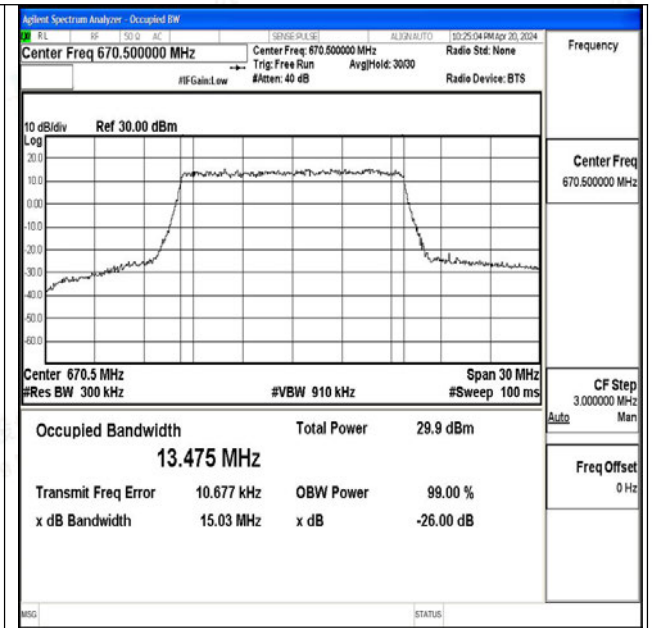 Agilent Spectrum Analyzer - Occupied BW
RL RF 50 Ω AC SENSE:PULSE ALIGN AUTO 10:25:04 PM Apr 20, 2024
Center Freq 670.500000 MHz
Center Freq: 670.500000 MHz
Radio Std: None
Trig: Free Run Avg|Hold: 30/30
#IFGain:Low #Atten: 40 dB Radio Device: BTS
10 dB/div Ref 30.00 dBm
Log
20.0
10.0
0.00
-10.0
-20.0
-30.0
-40.0
-50.0
-60.0
Center 670.5 MHz Span 30 MHz
#Res BW 300 kHz #VBW 910 kHz #Sweep 100 ms
Occupied Bandwidth Total Power 29.9 dBm
13.475 MHz
Transmit Freq Error 10.677 kHz OBW Power 99.00 %
x dB Bandwidth 15.03 MHz x dB -26.00 dB
MSG STATUS
Frequency
Center Freq
670.500000 MHz
CF Step
3.000000 MHz
Auto Man
Freq Offset
0 Hz